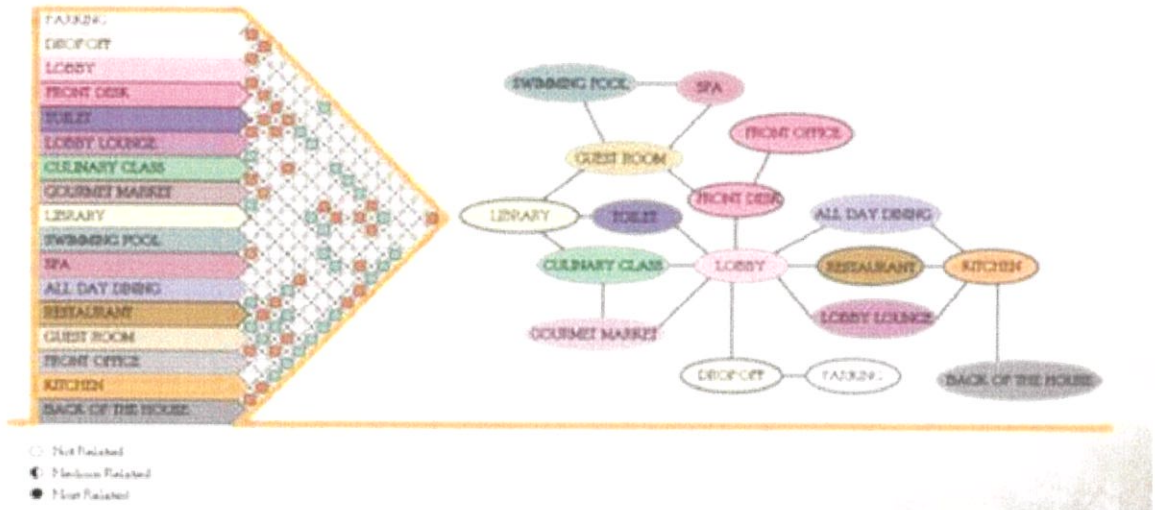 PARKING
DROP OFF
LOBBY
FRONT DESK
TOILET
LOBBY LOUNGE
CULINARY CLASS
GOURMET MARKET
LIBRARY
SWIMMING POOL
SPA
ALL DAY DINING
RESTAURANT
GUEST ROOM
FRONT OFFICE
KITCHEN
BACK OF THE HOUSE
SWIMMING POOL
SPA
FRONT OFFICE
GUEST ROOM
FRONT DESK
LIBRARY
TOILET
ALL DAY DINING
CULINARY CLASS
LOBBY
RESTAURANT
KITCHEN
GOURMET MARKET
LOBBY LOUNGE
DROP OFF
PARKING
BACK OF THE HOUSE
Not Related
Medium Related
Most Related